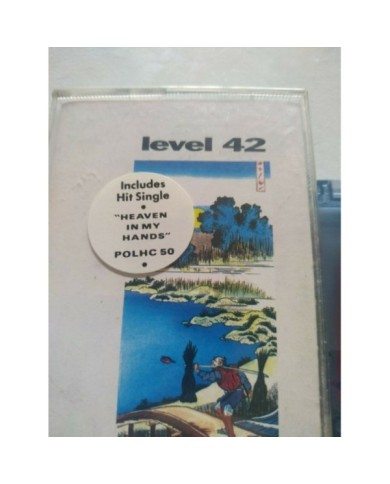 level 42
Includes
Hit Single
•
"HEAVEN
IN MY
HANDS"
POLHC 50
•